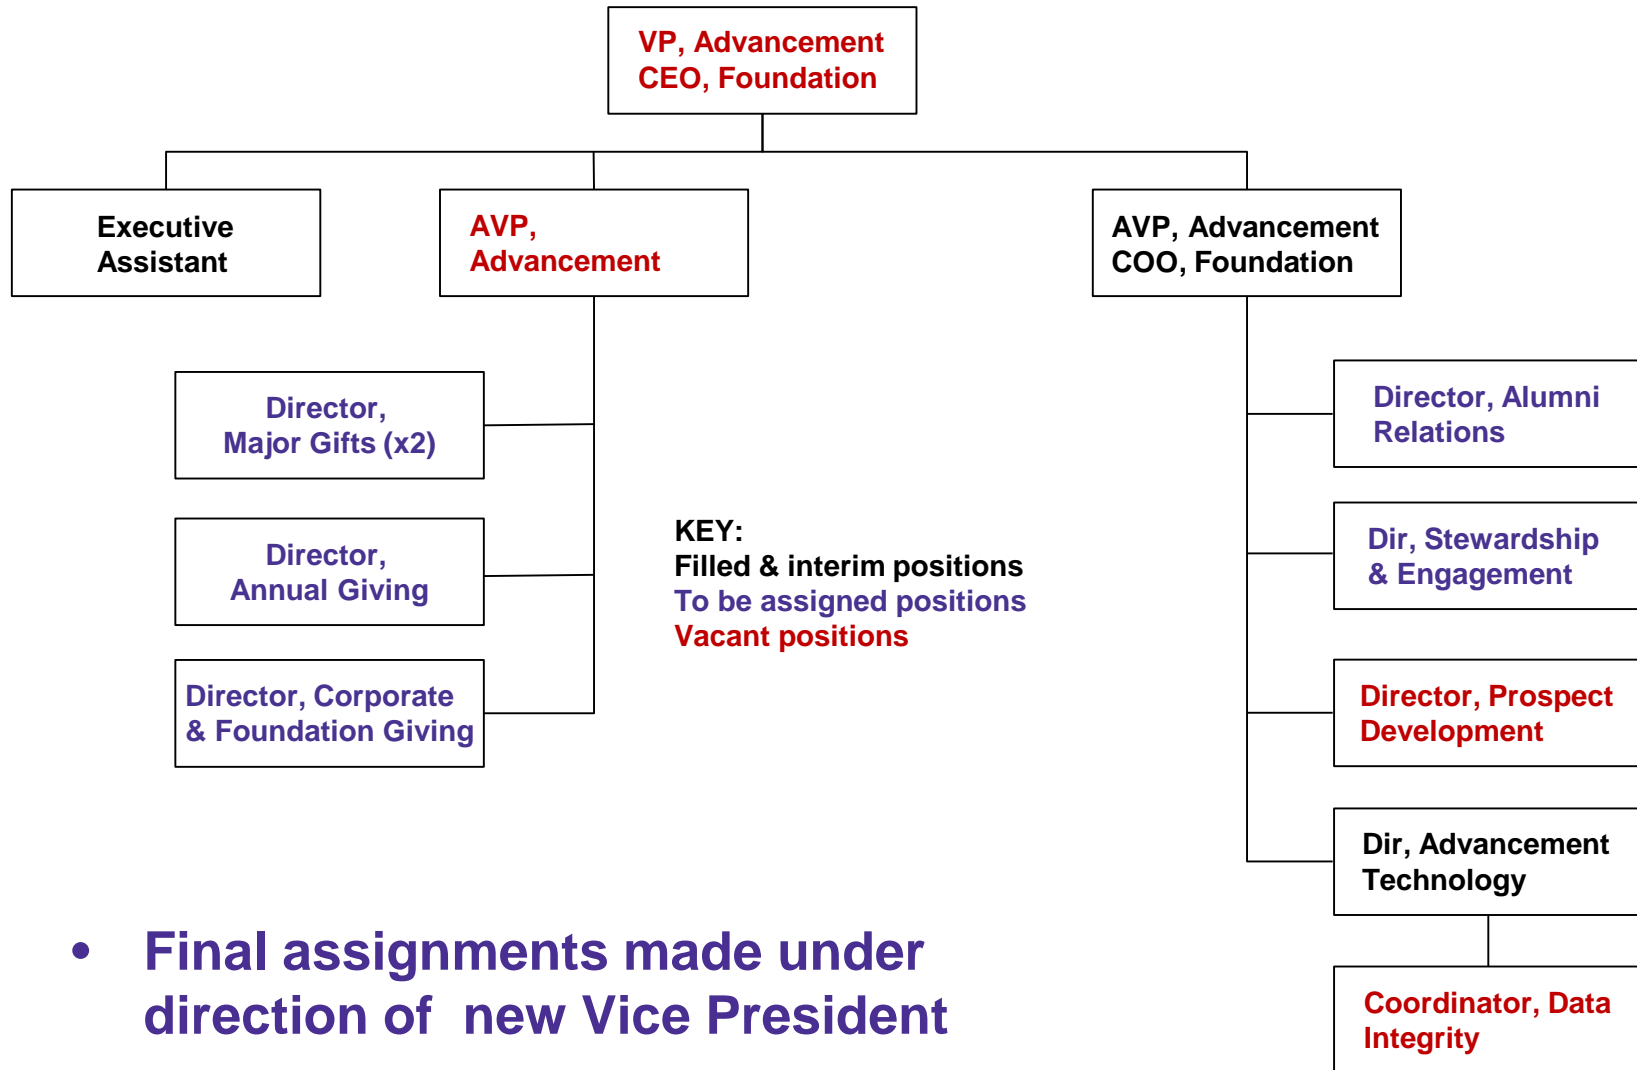 VP, Advancement
CEO, Foundation
Executive
Assistant
AVP,
Advancement
AVP, Advancement
COO, Foundation
Director,
Major Gifts (x2)
Director,
Annual Giving
Director, Corporate
& Foundation Giving
KEY:
Filled & interim positions
To be assigned positions
Vacant positions
Director, Alumni
Relations
Dir, Stewardship
& Engagement
Director, Prospect
Development
Dir, Advancement
Technology
Coordinator, Data
Integrity
• Final assignments made under
direction of  new Vice President